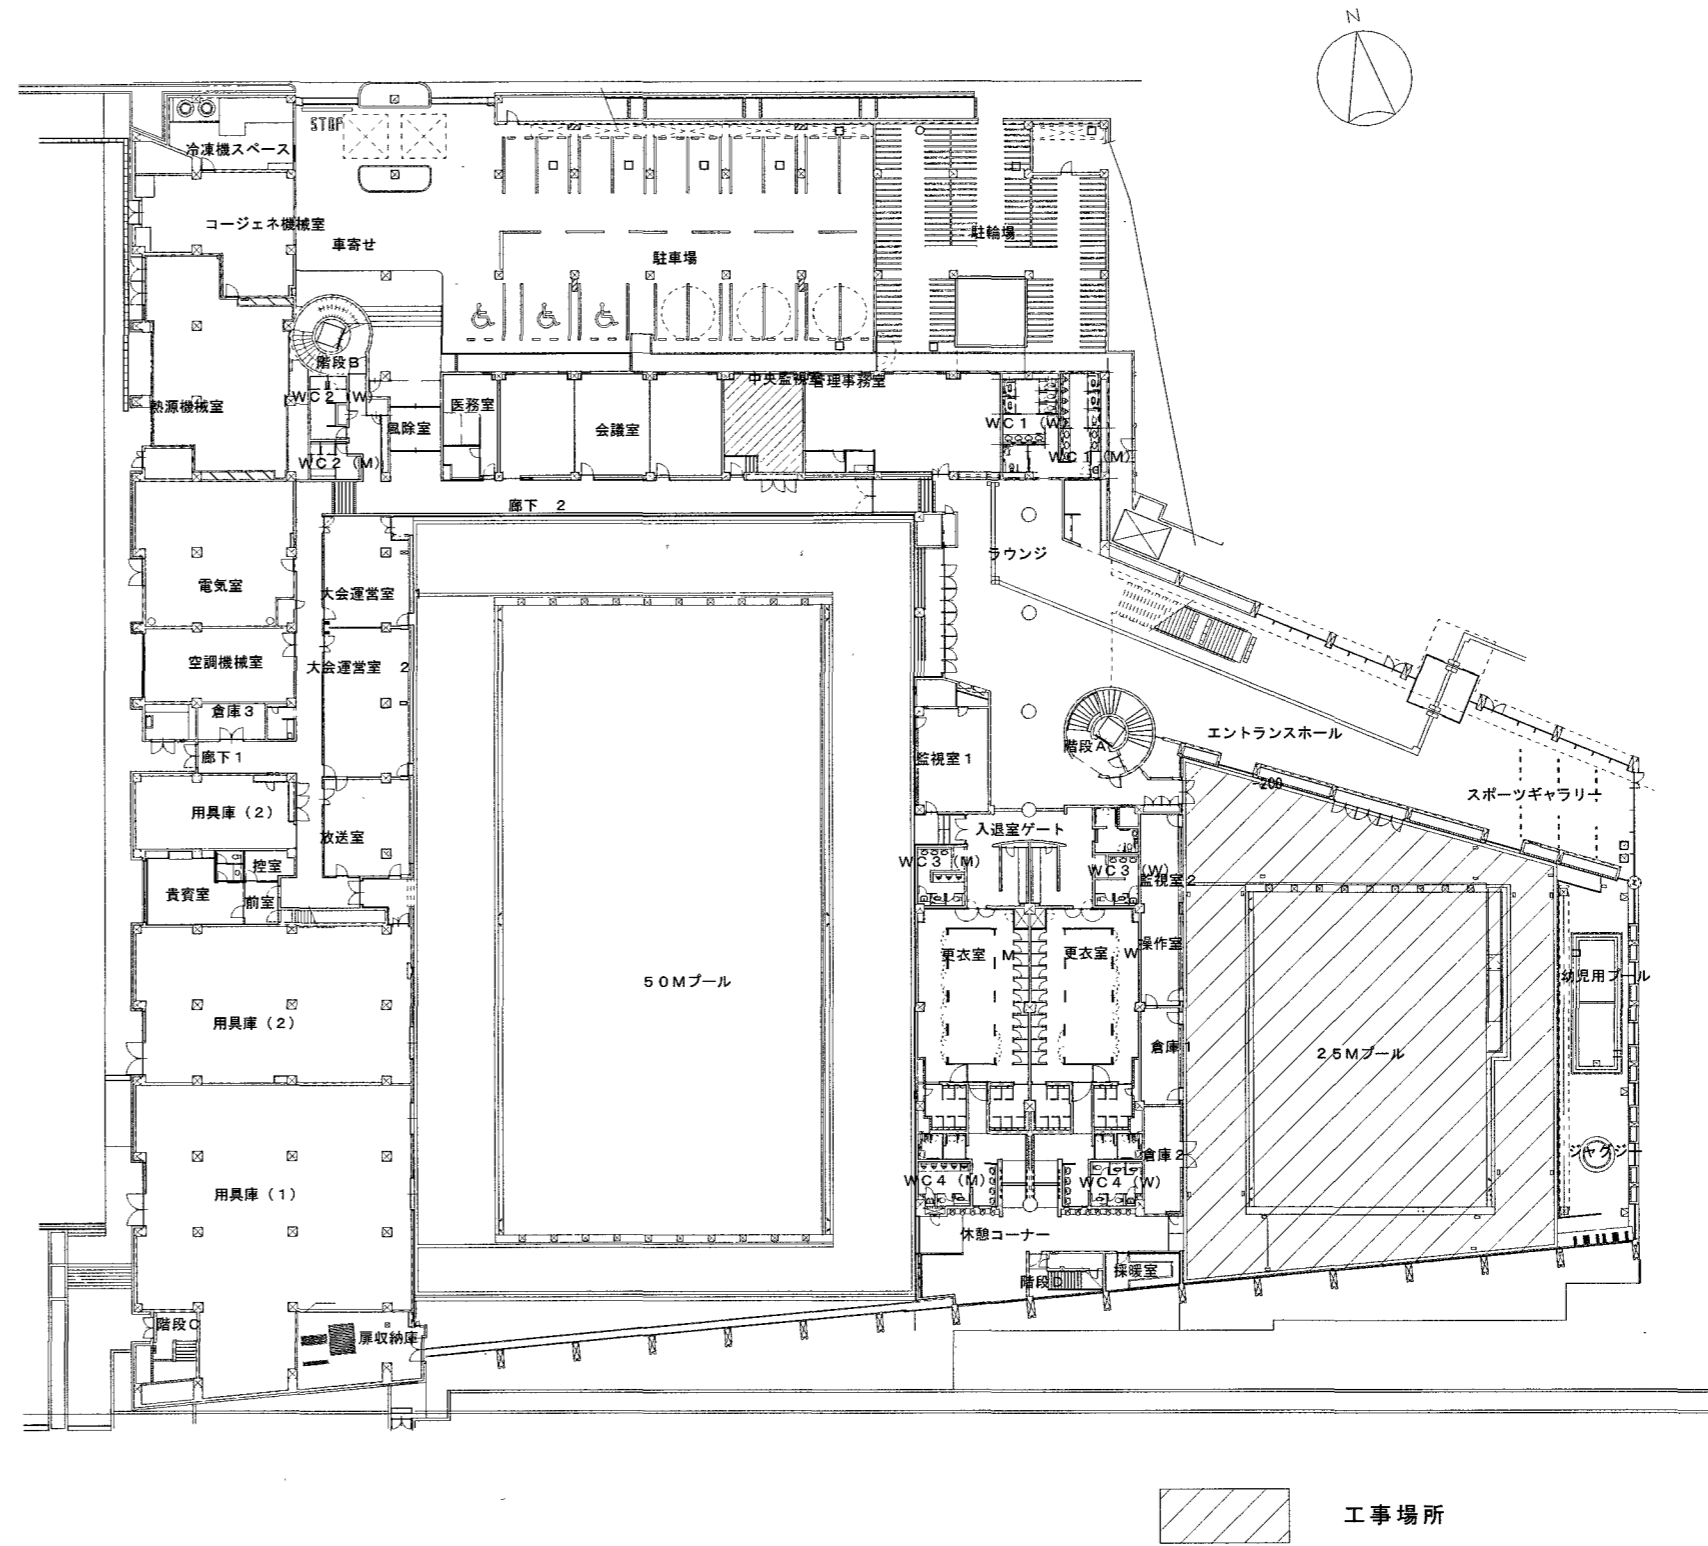 N
STOP
冷凍機スペース
コージェネ機械室
車寄せ
駐車場
駐輪場
階段B
中央監視室
管理事務室
WC2 (W)
医務室
熱源機械室
風除室
会議室
WC1 (W)
WC2 (M)
WC1 (M)
廊下 2
ラウンジ
電気室
大会運営室
空調機械室
大会運営室 2
倉庫3
廊下1
監視室1
階段A
エントランスホール
-200
スポーツギャラリー
用具庫(2)
放送室
入退室ゲート
WC3 (M)
WC3 (W)
控室
貴賓室
前室
監視室2
操作室
更衣室 M
更衣室 W
50Mプール
幼児用プール
用具庫(2)
倉庫1
25Mプール
倉庫2
ジャグジー
WC4 (M)
WC4 (W)
用具庫(1)
休憩コーナー
階段D
採暖室
階段C
扉収納庫
工事場所